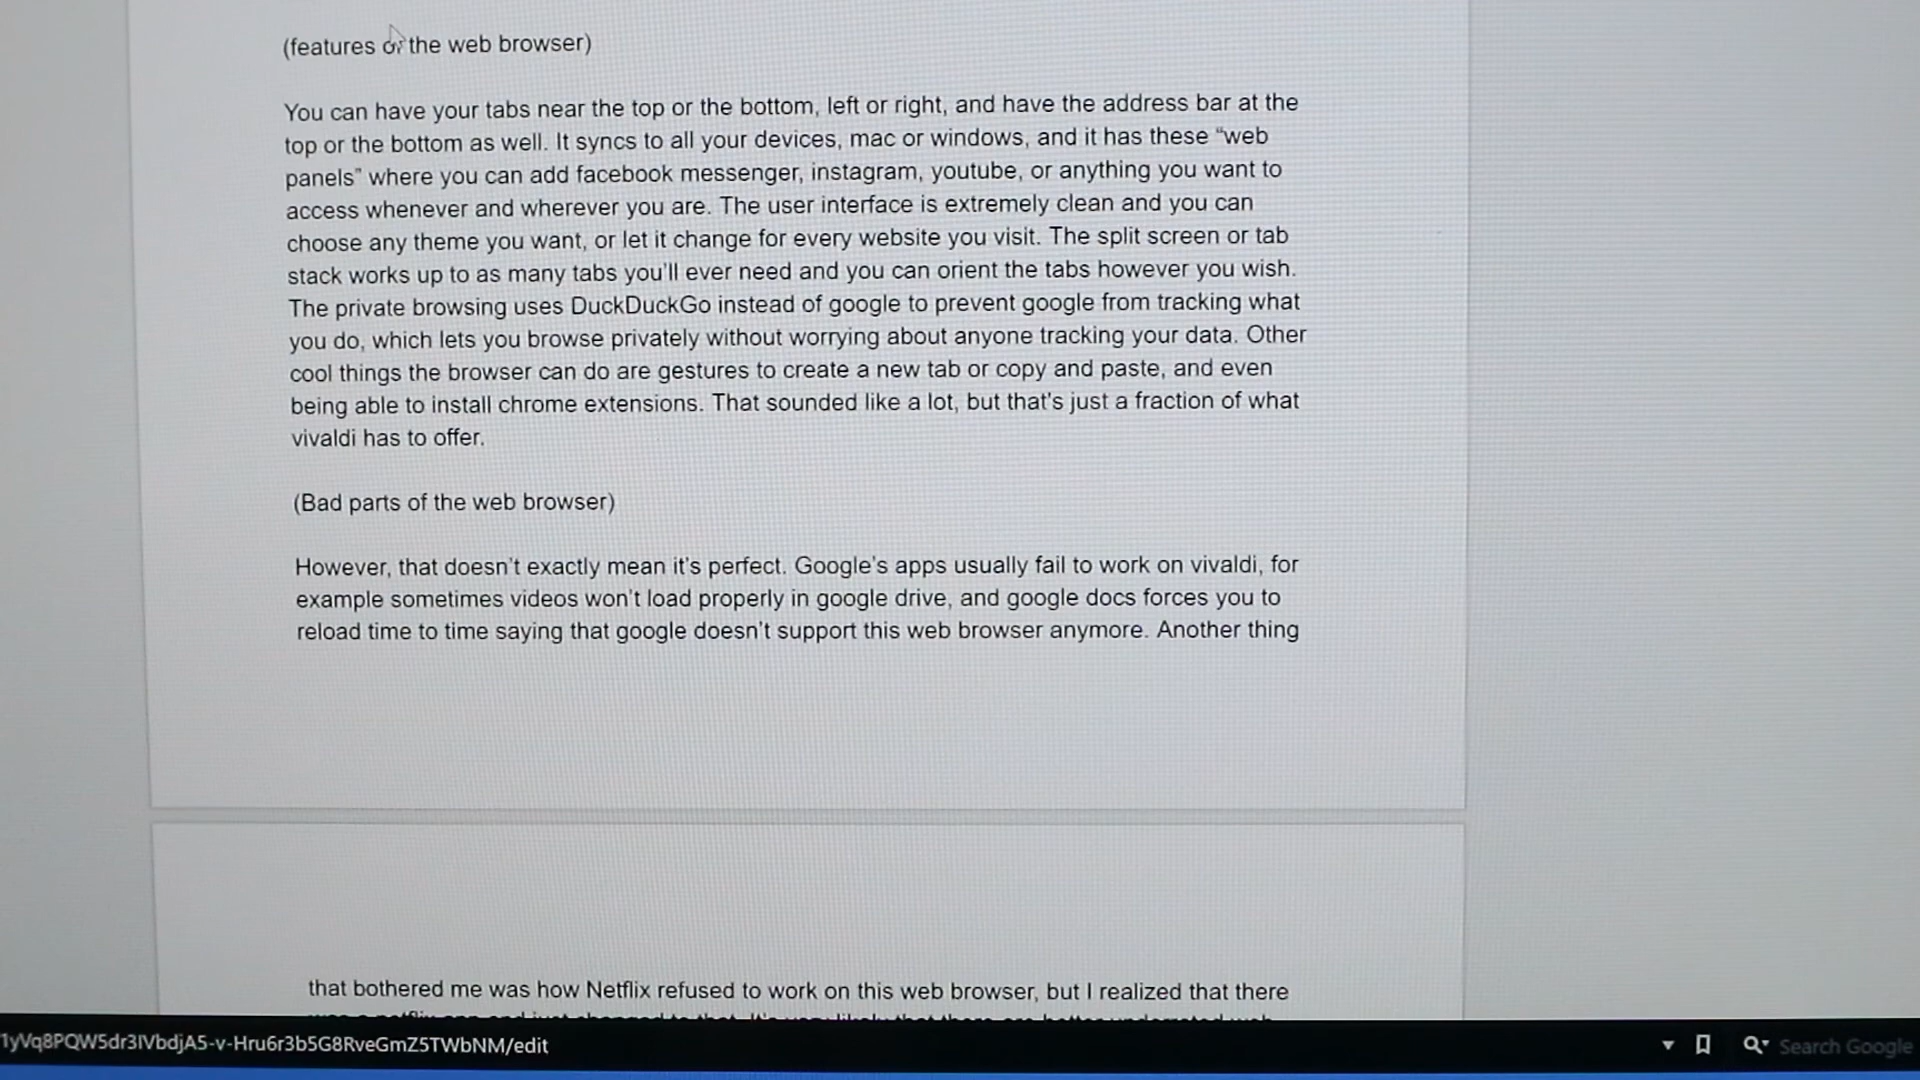 (features of the web browser)
You can have your tabs near the top or the bottom, left or right, and have the address bar at the
top or the bottom as well. It syncs to all your devices, mac or windows, and it has these “web
panels” where you can add facebook messenger, instagram, youtube, or anything you want to
access whenever and wherever you are. The user interface is extremely clean and you can
choose any theme you want, or let it change for every website you visit. The split screen or tab
stack works up to as many tabs you'll ever need and you can orient the tabs however you wish.
The private browsing uses DuckDuckGo instead of google to prevent google from tracking what
you do, which lets you browse privately without worrying about anyone tracking your data. Other
cool things the browser can do are gestures to create a new tab or copy and paste, and even
being able to install chrome extensions. That sounded like a lot, but that's just a fraction of what
vivaldi has to offer.
(Bad parts of the web browser)
However, that doesn't exactly mean it's perfect. Google's apps usually fail to work on vivaldi, for
example sometimes videos won't load properly in google drive, and google docs forces you to
reload time to time saying that google doesn't support this web browser anymore. Another thing
that bothered me was how Netflix refused to work on this web browser, but I realized that there
1yVq8PQW5dr3IVbdjA5-v-Hru6r3b5G8RveGmZ5TWbNM/edit
Search Google